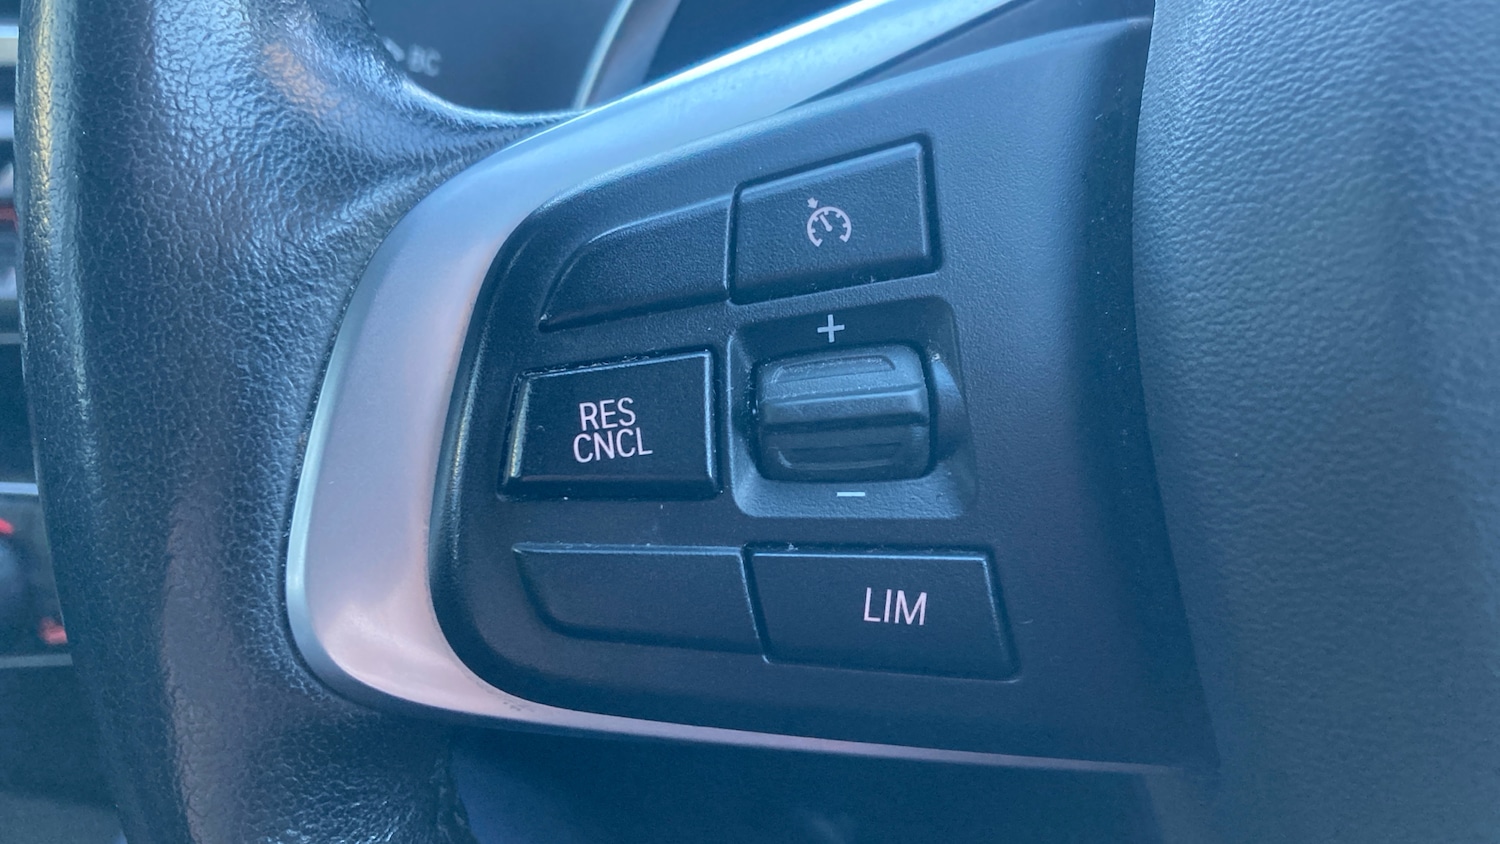 BC
+
RES
CNCL
–
LIM